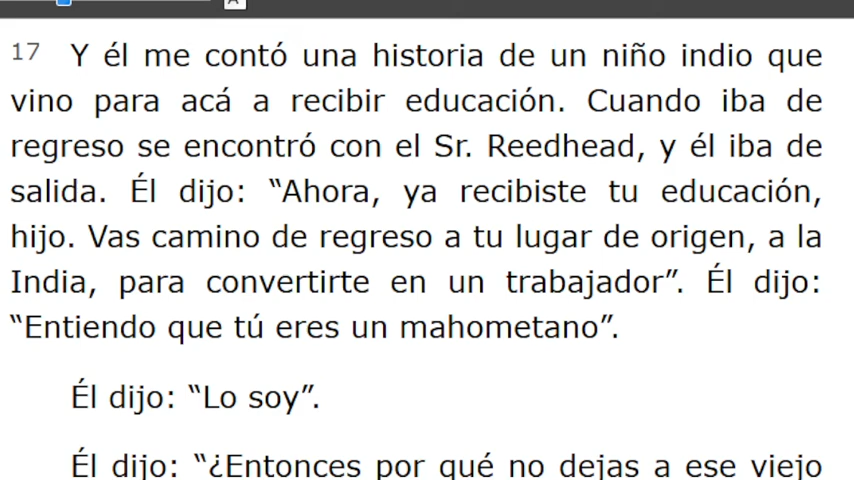 17 Y él me contó una historia de un niño indio que
vino para acá a recibir educación. Cuando iba de
regreso se encontró con el Sr. Reedhead, y él iba de
salida. Él dijo: “Ahora, ya recibiste tu educación,
hijo. Vas camino de regreso a tu lugar de origen, a la
India, para convertirte en un trabajador”. Él dijo:
“Entiendo que tú eres un mahometano”.
Él dijo: “Lo soy”.
Él dijo: “¿Entonces por qué no dejas a ese viejo